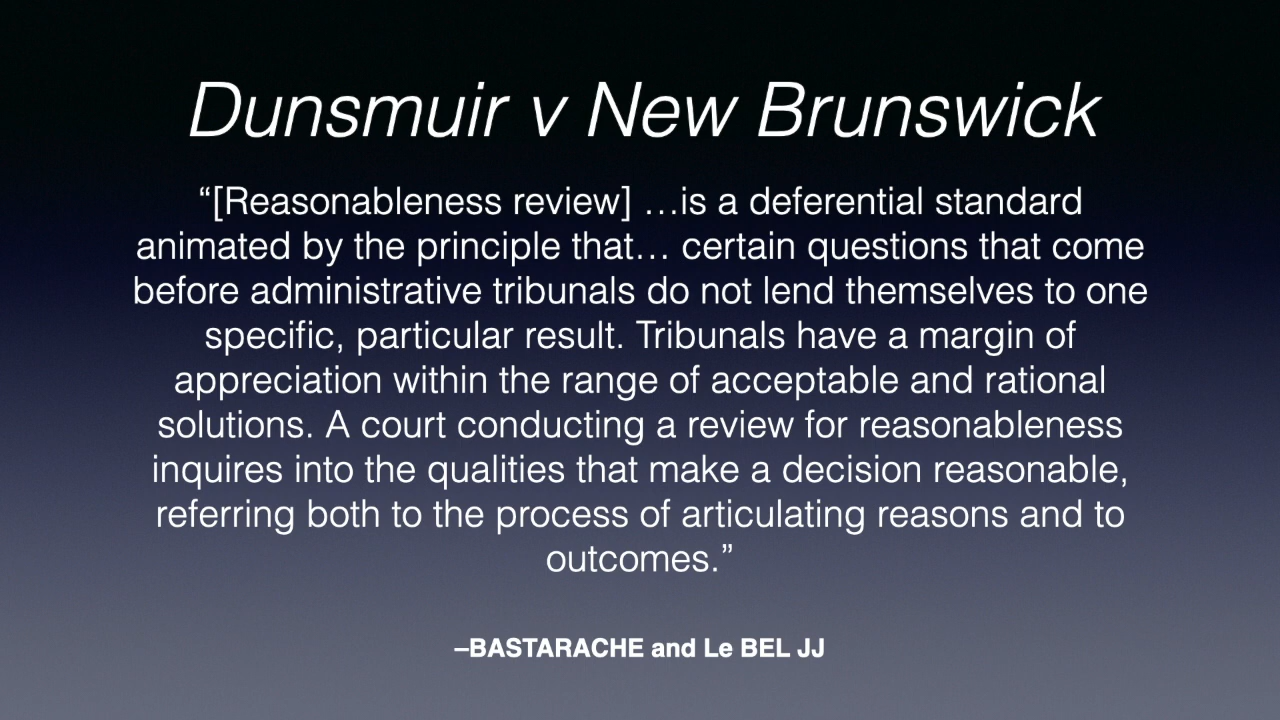 Dunsmuir v New Brunswick
“[Reasonableness review] …is a deferential standard
animated by the principle that… certain questions that come
before administrative tribunals do not lend themselves to one
specific, particular result. Tribunals have a margin of
appreciation within the range of acceptable and rational
solutions. A court conducting a review for reasonableness
inquires into the qualities that make a decision reasonable,
referring both to the process of articulating reasons and to
outcomes.”
–BASTARACHE and Le BEL JJ